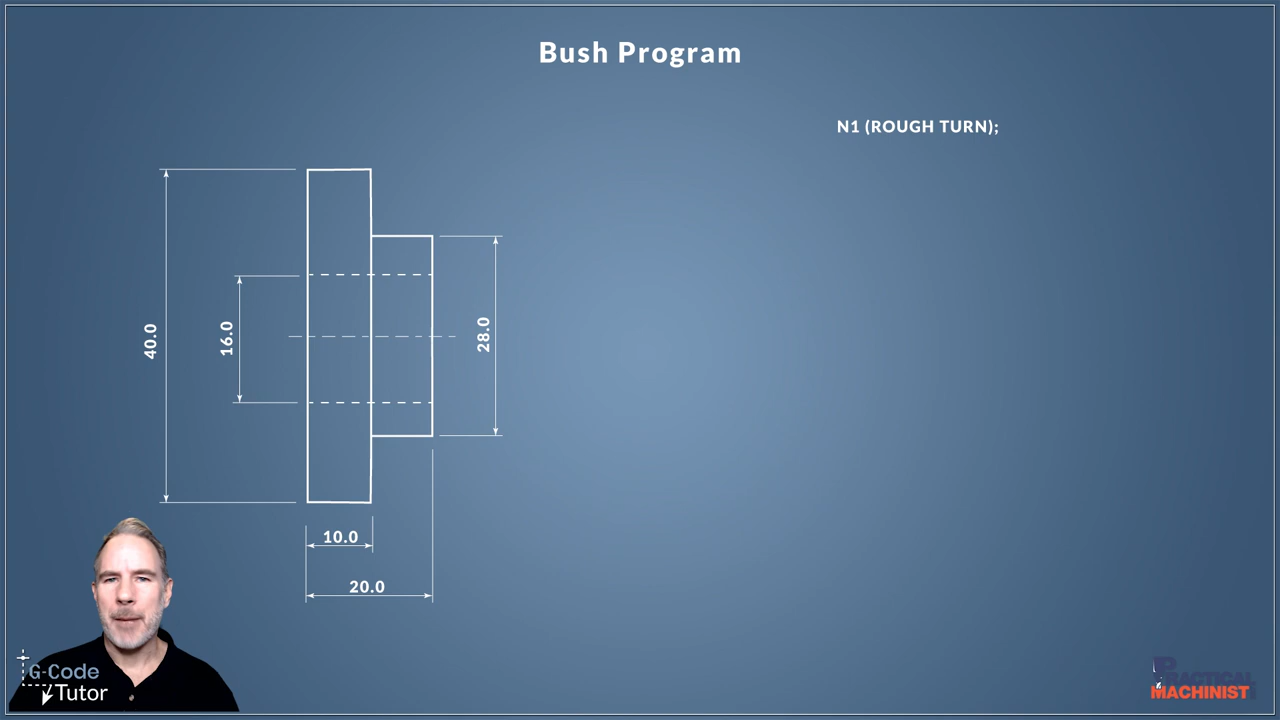 Bush Program
N1 (ROUGH TURN);
40.0
16.0
28.0
10.0
20.0
G-Code
Tutor
PRACTICAL
MACHINIST